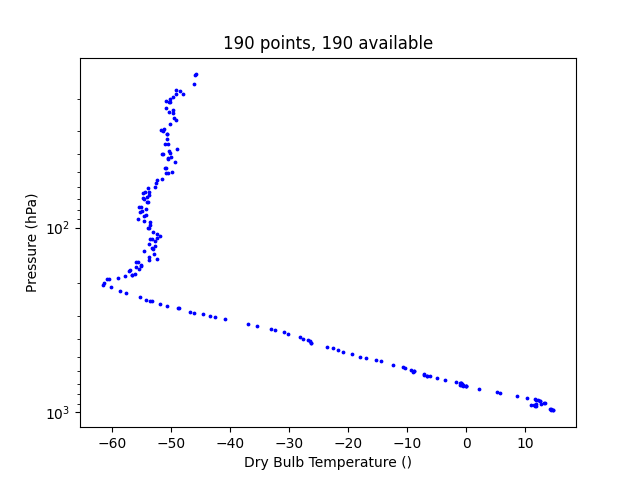 190 points, 190 available
Pressure (hPa)
10²
10³
−60 −50 −40 −30 −20 −10 0 10
Dry Bulb Temperature ()